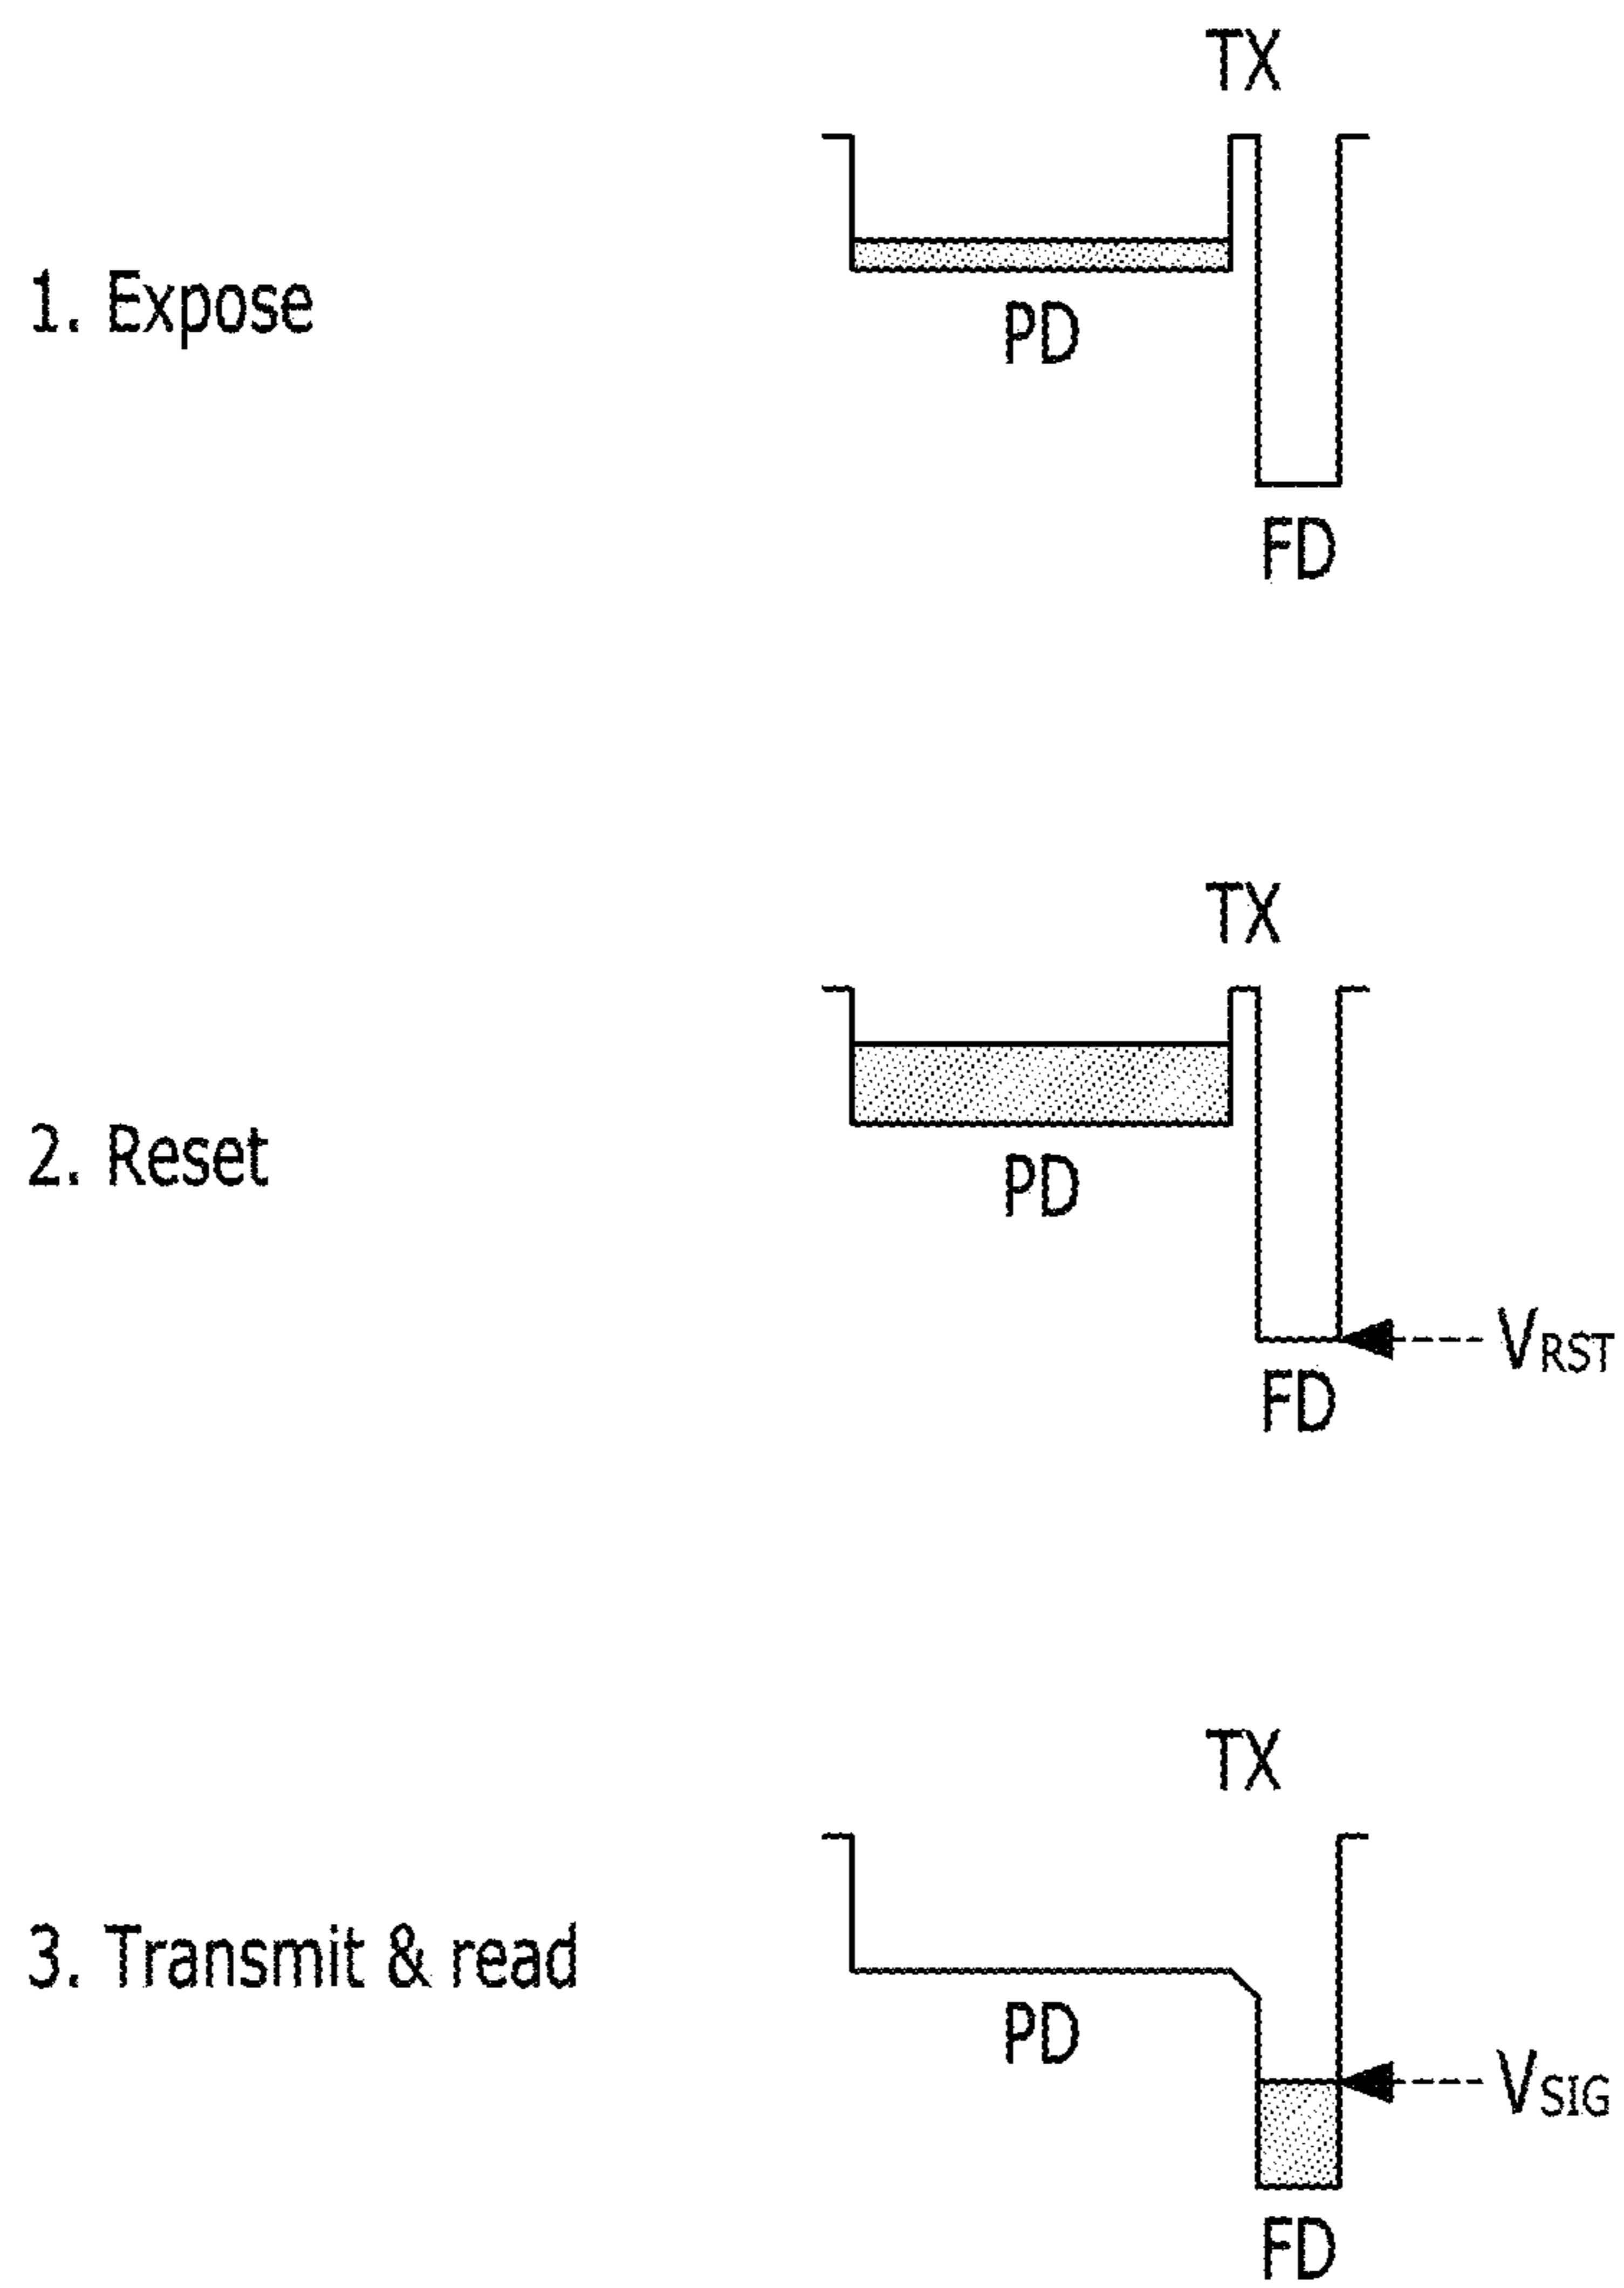 TX
1. Expose
PD
FD
TX
2. Reset
PD
VRST
FD
TX
3. Transmit & read
PD
VSIG
FD